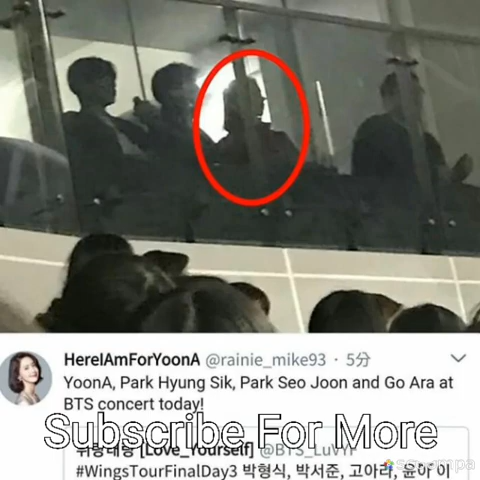 HereIAmForYoonA @rainie_mike93 · 5分
YoonA, Park Hyung Sik, Park Seo Joon and Go Ara at
BTS concert today!
Subscribe For More
[Love_Yourself] @BTS_LuVYF
#WingsTourFinalDay3 박형식, 박서준, 고아라, 윤아 이